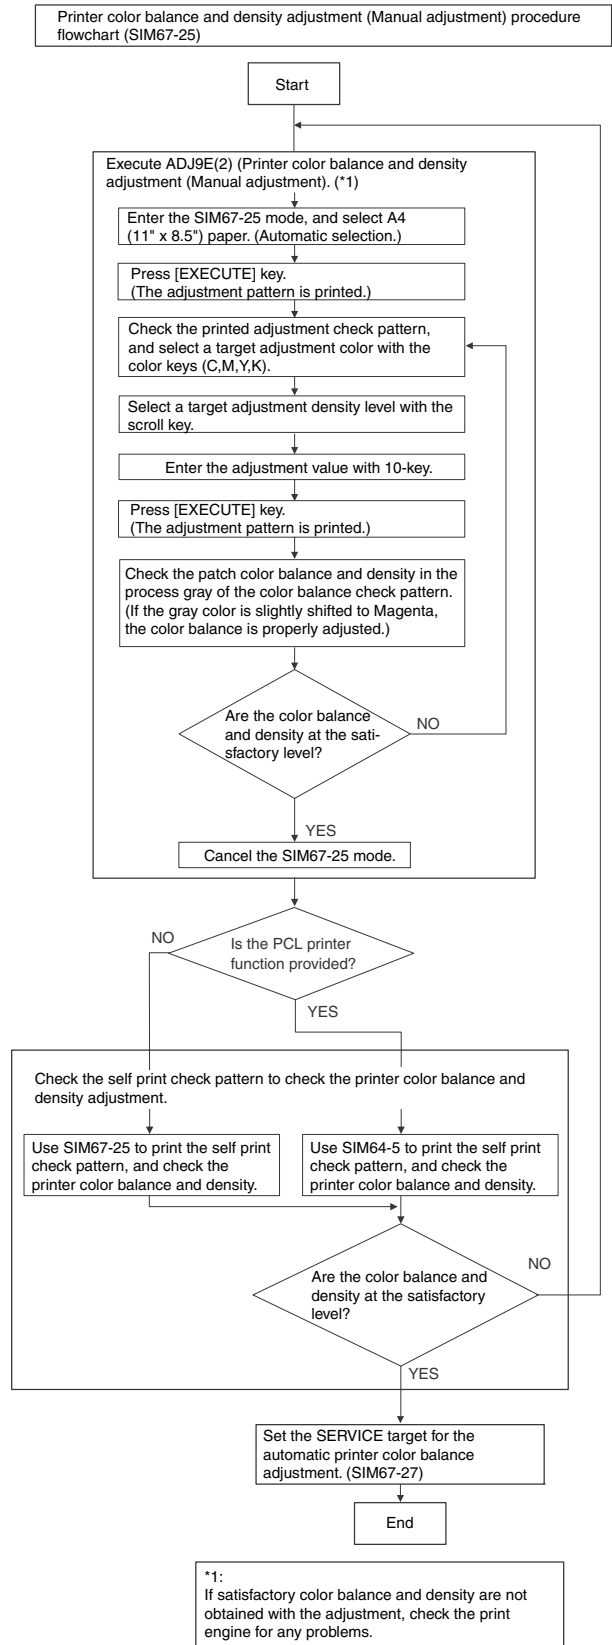 Printer color balance and density adjustment (Manual adjustment) procedure
flowchart (SIM67-25)
Start
Execute ADJ9E(2) (Printer color balance and density
adjustment (Manual adjustment). (*1)
Enter the SIM67-25 mode, and select A4
(11" x 8.5") paper. (Automatic selection.)
Press [EXECUTE] key.
(The adjustment pattern is printed.)
Check the printed adjustment check pattern,
and select a target adjustment color with the
color keys (C,M,Y,K).
Select a target adjustment density level with the
scroll key.
Enter the adjustment value with 10-key.
Press [EXECUTE] key.
(The adjustment pattern is printed.)
Check the patch color balance and density in the
process gray of the color balance check pattern.
(If the gray color is slightly shifted to Magenta,
the color balance is properly adjusted.)
Are the color balance
and density at the sati-
sfactory level?
NO
YES
Cancel the SIM67-25 mode.
NO
Is the PCL printer
function provided?
YES
Check the self print check pattern to check the printer color balance and
density adjustment.
Use SIM67-25 to print the self print
check pattern, and check the
printer color balance and density.
Use SIM64-5 to print the self print
check pattern, and check the
printer color balance and density.
NO
Are the color balance and
density at the satisfactory
level?
YES
Set the SERVICE target for the
automatic printer color balance
adjustment. (SIM67-27)
End
*1:
If satisfactory color balance and density are not
obtained with the adjustment, check the print
engine for any problems.